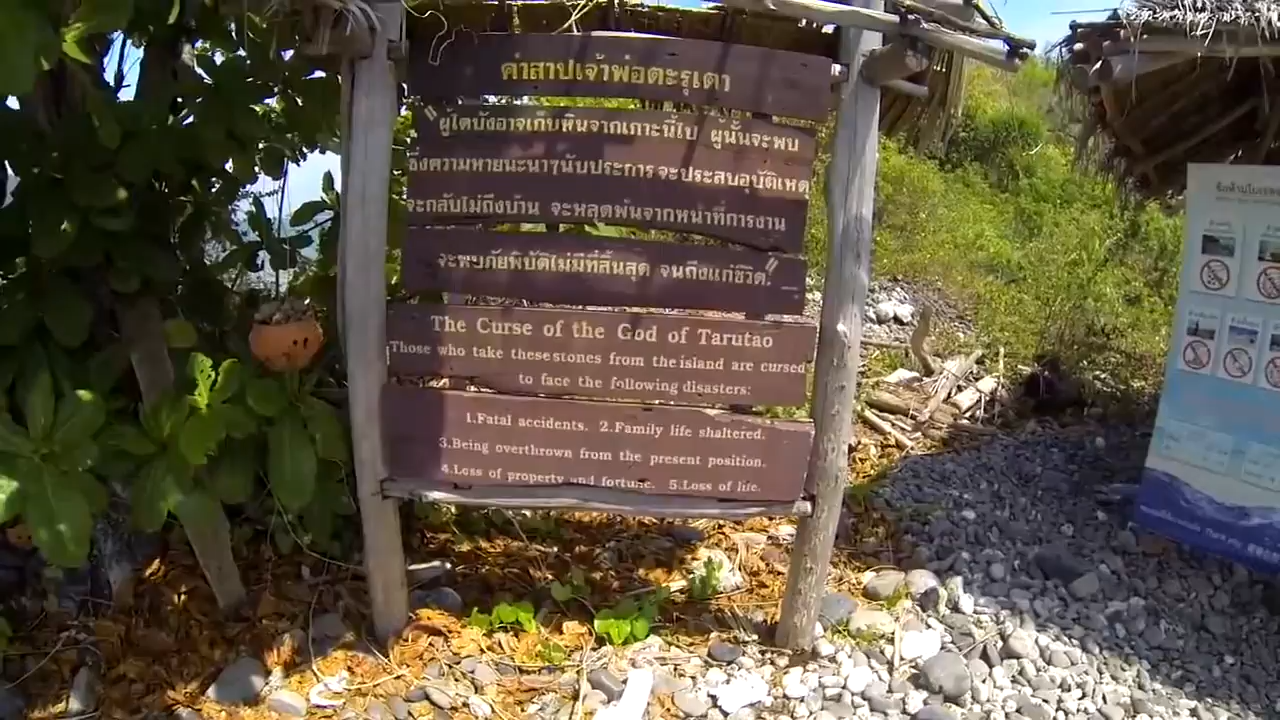 คำสาปเจ้าพ่อตะรุเตา
"ผู้ใดบังอาจเก็บหินจากเกาะนี้ไป ผู้นั้นจะพบ
ซึ่งความหายนะนาๆนับประการจะประสบอุบัติเหต
จะกลับไม่ถึงบ้าน จะหลุดพ้นจากหน้าที่การงาน
จะพบภัยพิบัติไม่มีที่สิ้นสุด จนถึงแก่ชีวิต."
The Curse of the God of Tarutao
Those who take these stones from the island are cursed
to face the following disasters:
1.Fatal accidents. 2.Family life shaltered.
3.Being overthrown from the present position.
4.Loss of property and fortune. 5.Loss of life.